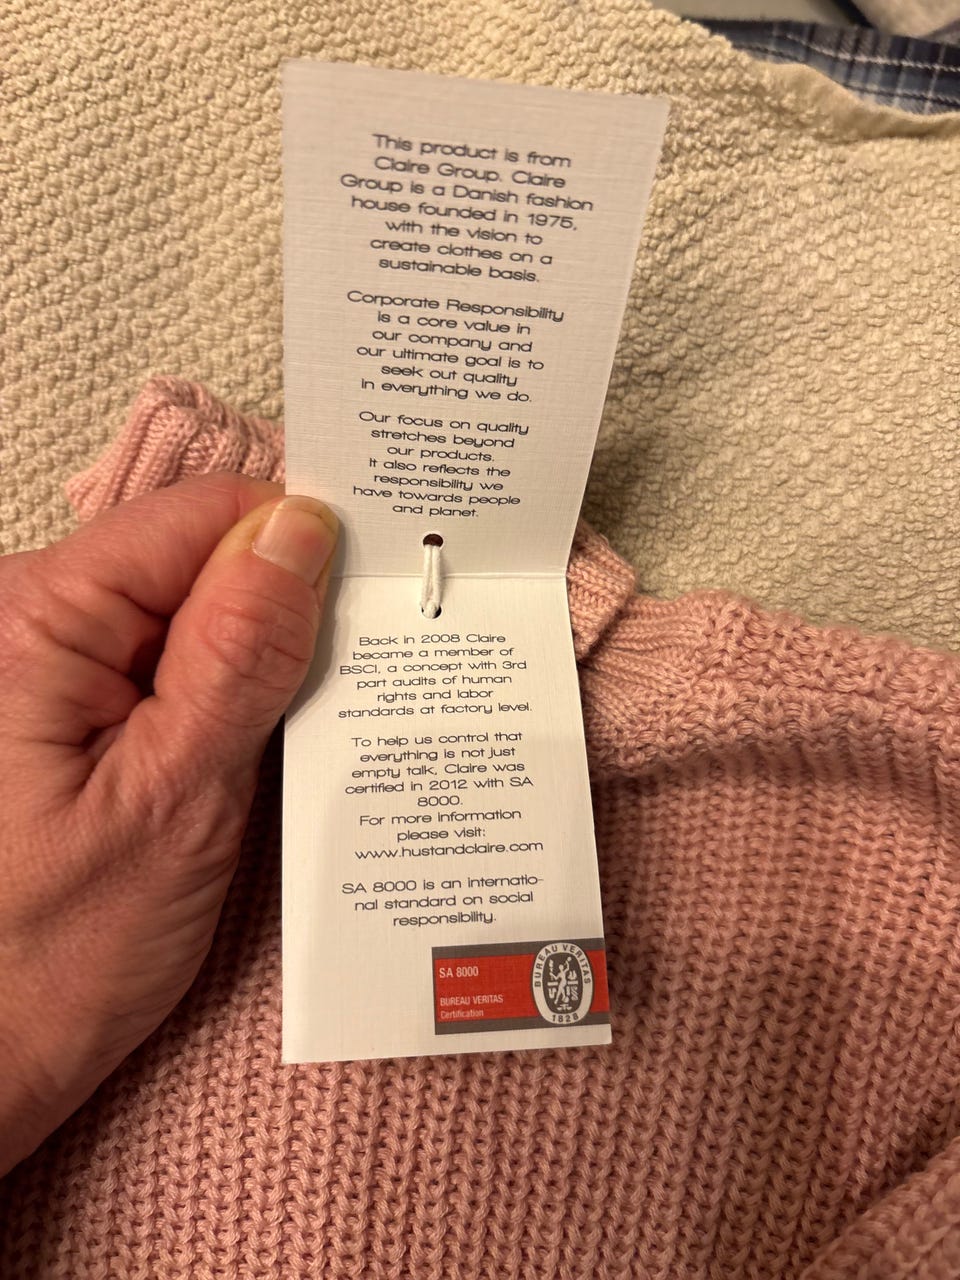 This product is from
Claire Group. Claire
Group is a Danish fashion
house founded in 1975,
with the vision to
create clothes on a
sustainable basis.
Corporate Responsibility
is a core value in
our company and
our ultimate goal is to
seek out quality
in everything we do.
Our focus on quality
stretches beyond
our products.
It also reflects the
responsibility we
have towards people
and planet.
Back in 2008 Claire
became a member of
BSCI, a concept with 3rd
part audits of human
rights and labor
standards at factory level.
To help us control that
everything is not just
empty talk, Claire was
certified in 2012 with SA
8000.
For more information
please visit:
www.hustandclaire.com
SA 8000 is an internatio-
nal standard on social
responsibility.
SA 8000
BUREAU VERITAS
Certification
BUREAU VERITAS
1828